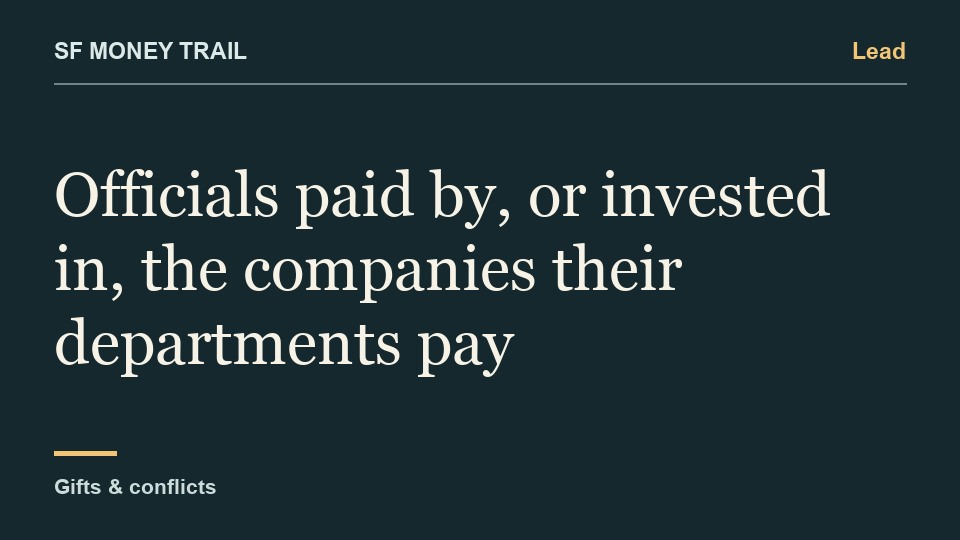 SF MONEY TRAIL
Lead
Officials paid by, or invested
in, the companies their
departments pay
Gifts & conflicts